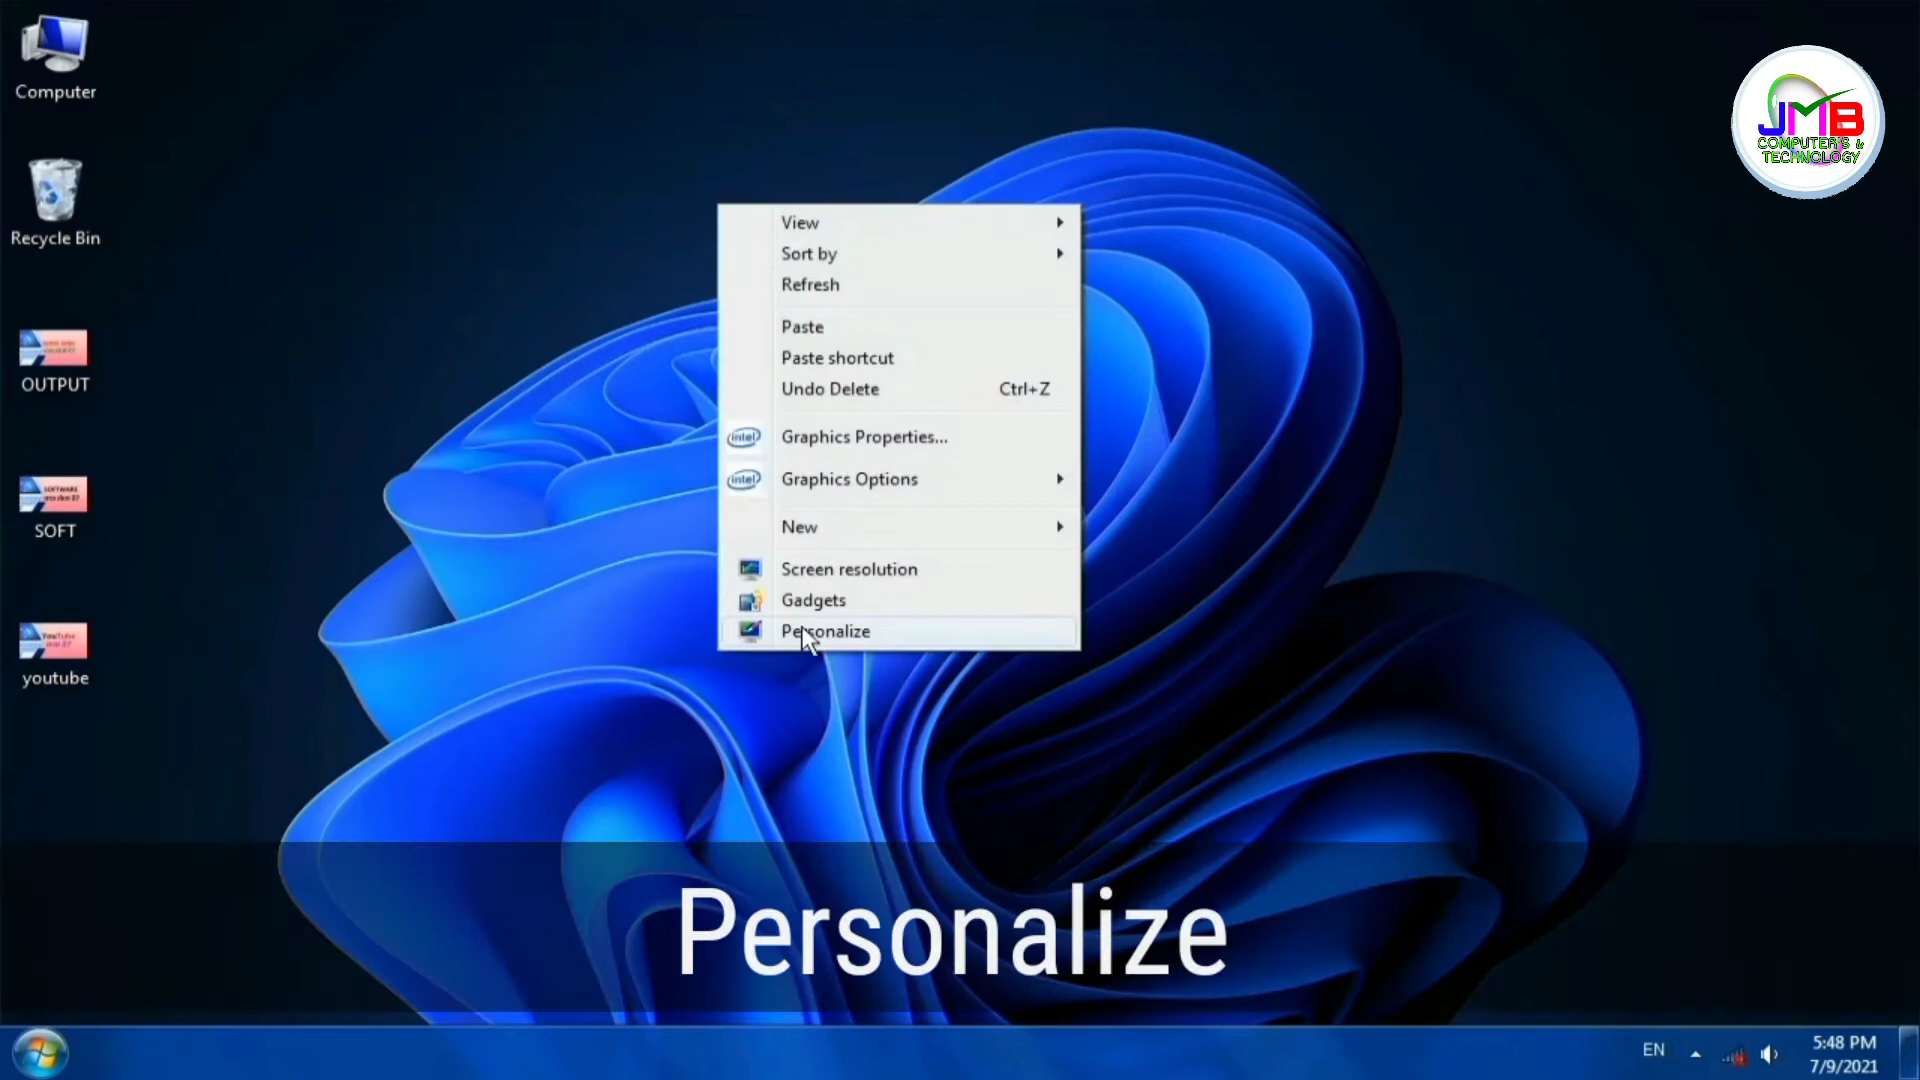 Computer
Recycle Bin
OUTPUT
SOFTWARE
SOFT
YouTube
youtube
JMB
COMPUTER'S &
TECHNOLOGY
View
Sort by
Refresh
Paste
Paste shortcut
Undo Delete Ctrl+Z
intel Graphics Properties...
intel Graphics Options
New
Screen resolution
Gadgets
Personalize
Personalize
EN
5:48 PM
7/9/2021